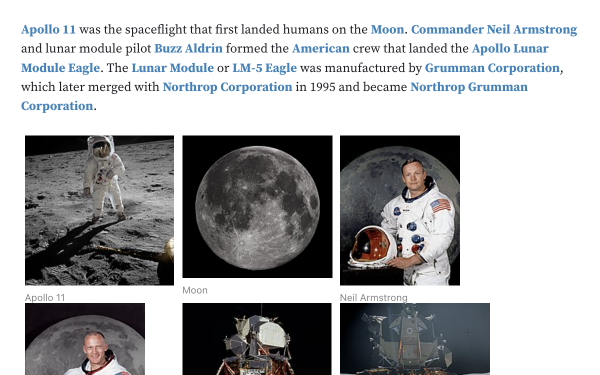 Apollo 11 was the spaceflight that first landed humans on the Moon. Commander Neil Armstrong
and lunar module pilot Buzz Aldrin formed the American crew that landed the Apollo Lunar
Module Eagle. The Lunar Module or LM-5 Eagle was manufactured by Grumman Corporation,
which later merged with Northrop Corporation in 1995 and became Northrop Grumman
Corporation.
Apollo 11
Moon
Neil Armstrong